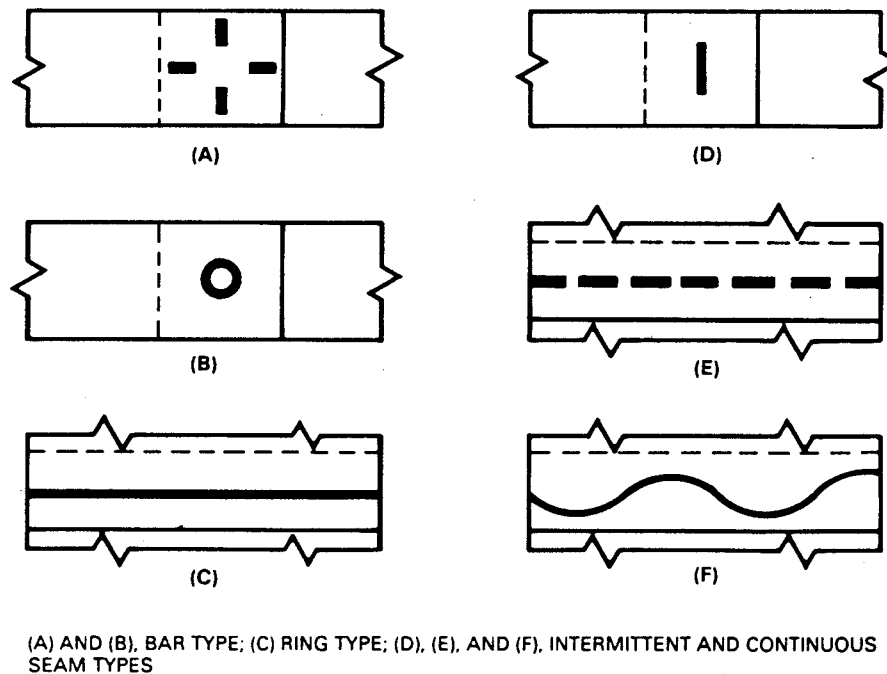 (A)
(D)
(B)
(E)
(C)
(F)
(A) AND (B), BAR TYPE; (C) RING TYPE; (D), (E), AND (F), INTERMITTENT AND CONTINUOUS
SEAM TYPES